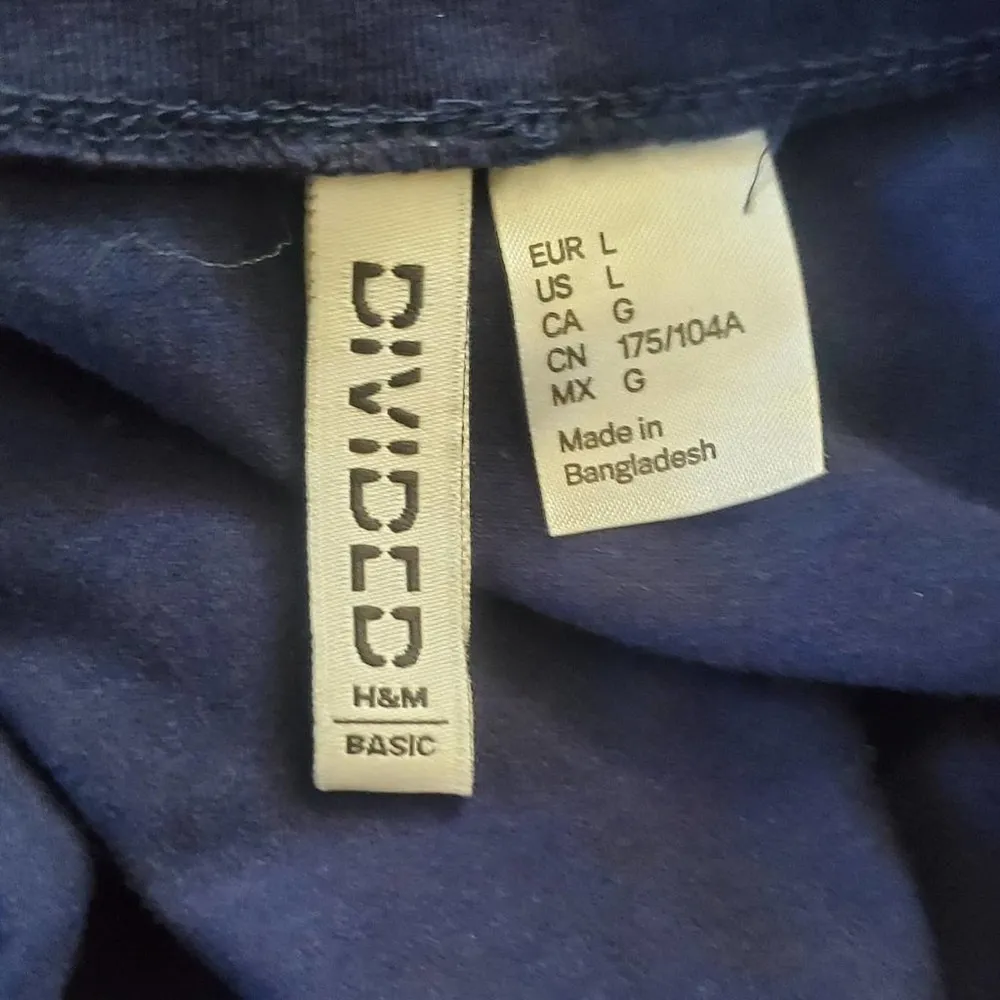 DIVIDED
H&M
BASIC
EUR L
US L
CA G
CN 175/104A
MX G
Made in
Bangladesh